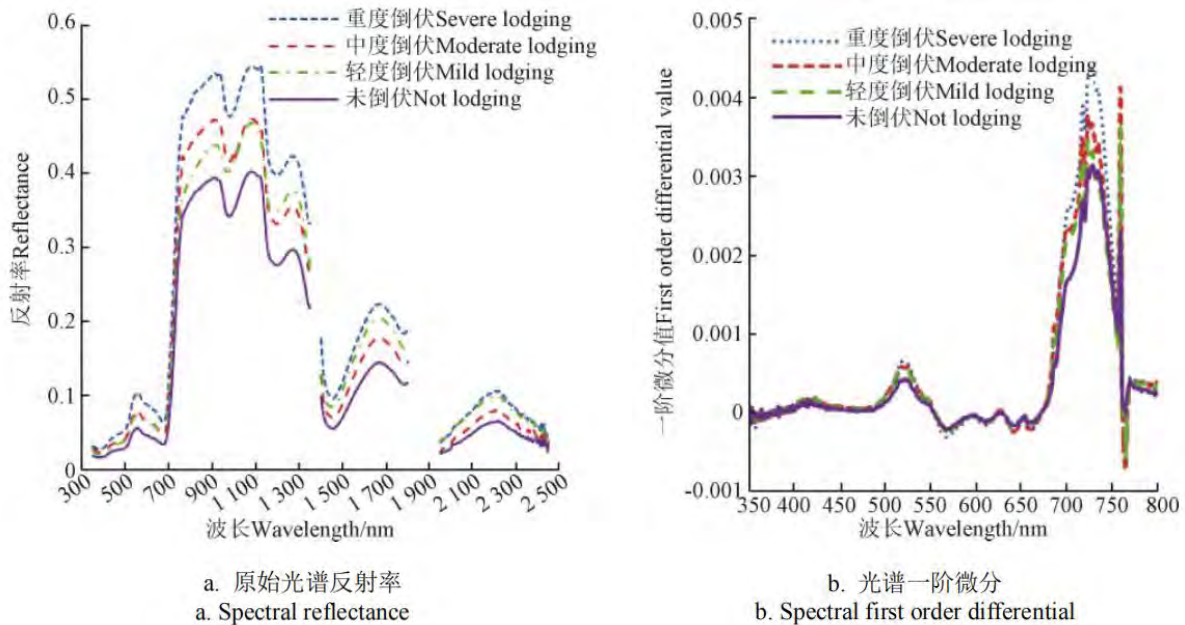 0.6
0.5
0.4
0.3
0.2
0.1
0
反射率Reflectance
重度倒伏Severe lodging
中度倒伏Moderate lodging
轻度倒伏Mild lodging
未倒伏Not lodging
300
500
700
900
1 100
1 300
1 500
1 700
1 900
2 100
2 300
2 500
波长Wavelength/nm
a. 原始光谱反射率
a. Spectral reflectance
0.005
0.004
0.003
0.002
0.001
0
-0.001
一阶微分值First order differential value
重度倒伏Severe lodging
中度倒伏Moderate lodging
轻度倒伏Mild lodging
未倒伏Not lodging
350
400
450
500
550
600
650
700
750
800
波长Wavelength/nm
b. 光谱一阶微分
b. Spectral first order differential